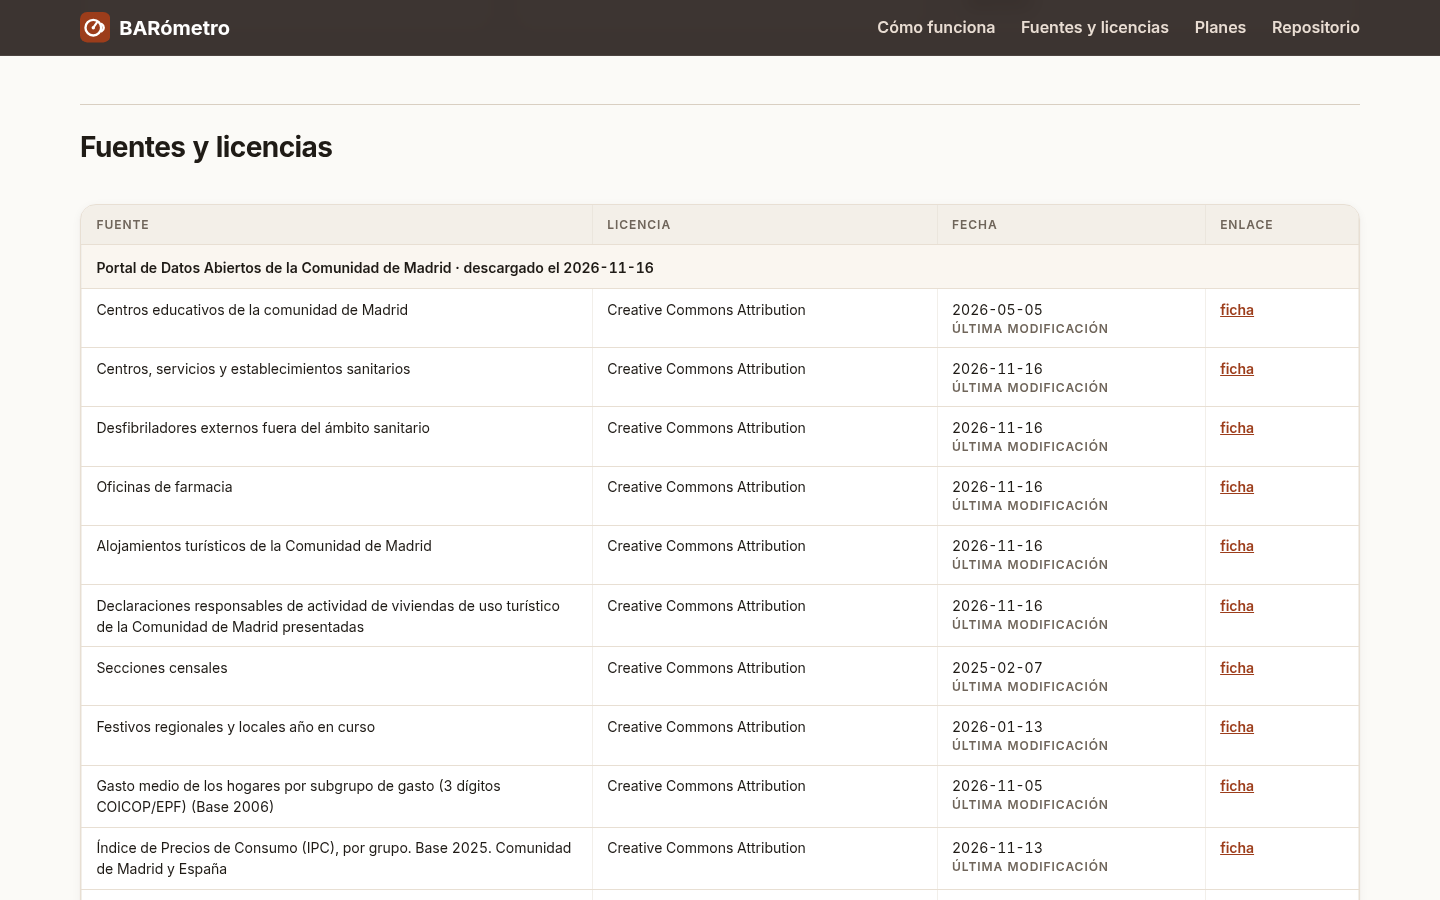 BARómetro
Cómo funciona
Fuentes y licencias
Planes
Repositorio
Fuentes y licencias
FUENTE
LICENCIA
FECHA
ENLACE
Portal de Datos Abiertos de la Comunidad de Madrid · descargado el 2026-11-16
Centros educativos de la comunidad de Madrid
Creative Commons Attribution
2026-05-05
ÚLTIMA MODIFICACIÓN
ficha
Centros, servicios y establecimientos sanitarios
Creative Commons Attribution
2026-11-16
ÚLTIMA MODIFICACIÓN
ficha
Desfibriladores externos fuera del ámbito sanitario
Creative Commons Attribution
2026-11-16
ÚLTIMA MODIFICACIÓN
ficha
Oficinas de farmacia
Creative Commons Attribution
2026-11-16
ÚLTIMA MODIFICACIÓN
ficha
Alojamientos turísticos de la Comunidad de Madrid
Creative Commons Attribution
2026-11-16
ÚLTIMA MODIFICACIÓN
ficha
Declaraciones responsables de actividad de viviendas de uso turístico
de la Comunidad de Madrid presentadas
Creative Commons Attribution
2026-11-16
ÚLTIMA MODIFICACIÓN
ficha
Secciones censales
Creative Commons Attribution
2025-02-07
ÚLTIMA MODIFICACIÓN
ficha
Festivos regionales y locales año en curso
Creative Commons Attribution
2026-01-13
ÚLTIMA MODIFICACIÓN
ficha
Gasto medio de los hogares por subgrupo de gasto (3 dígitos
COICOP/EPF) (Base 2006)
Creative Commons Attribution
2026-11-05
ÚLTIMA MODIFICACIÓN
ficha
Índice de Precios de Consumo (IPC), por grupo. Base 2025. Comunidad
de Madrid y España
Creative Commons Attribution
2026-11-13
ÚLTIMA MODIFICACIÓN
ficha